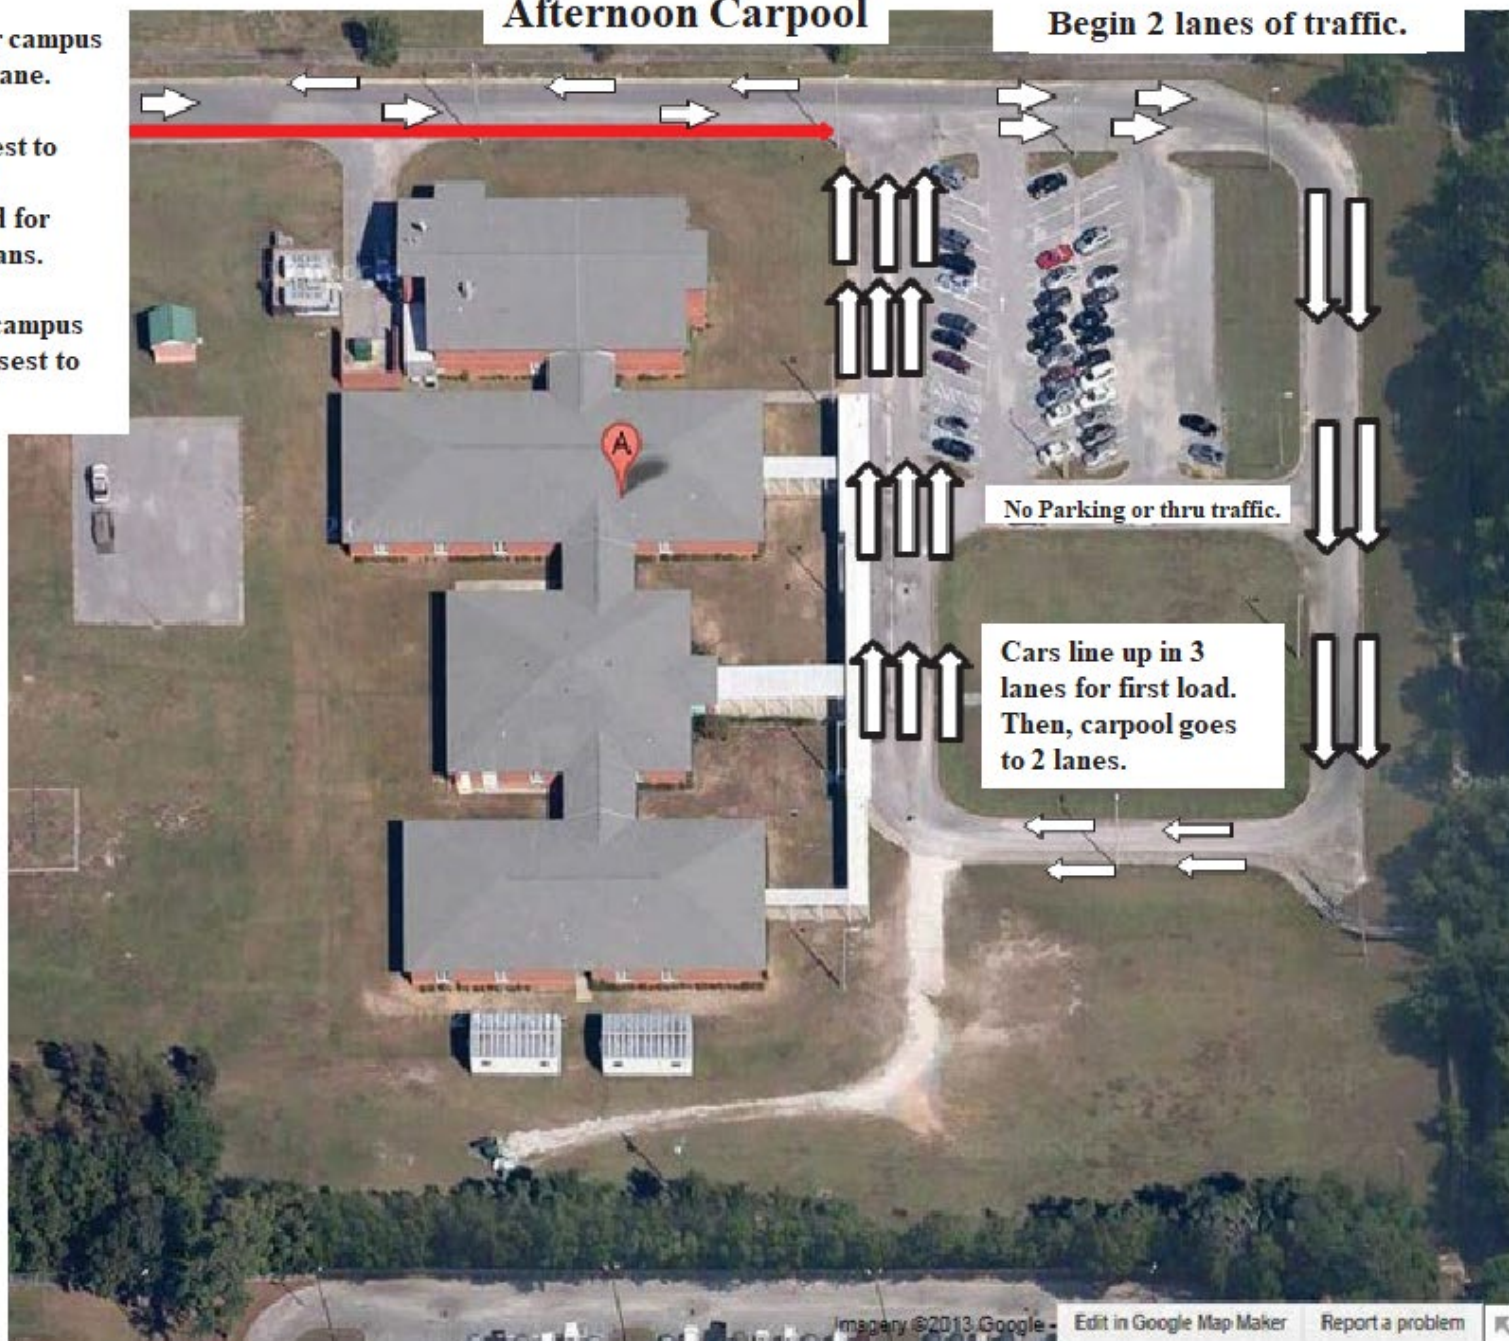 Afternoon Carpool
Begin 2 lanes of traffic.
campus
ane.
est to
for
ans.
campus
sest to
A
No Parking or thru traffic.
Cars line up in 3
lanes for first load.
Then, carpool goes
to 2 lanes.
Imagery ©2013 Google -
Edit in Google Map Maker
Report a problem